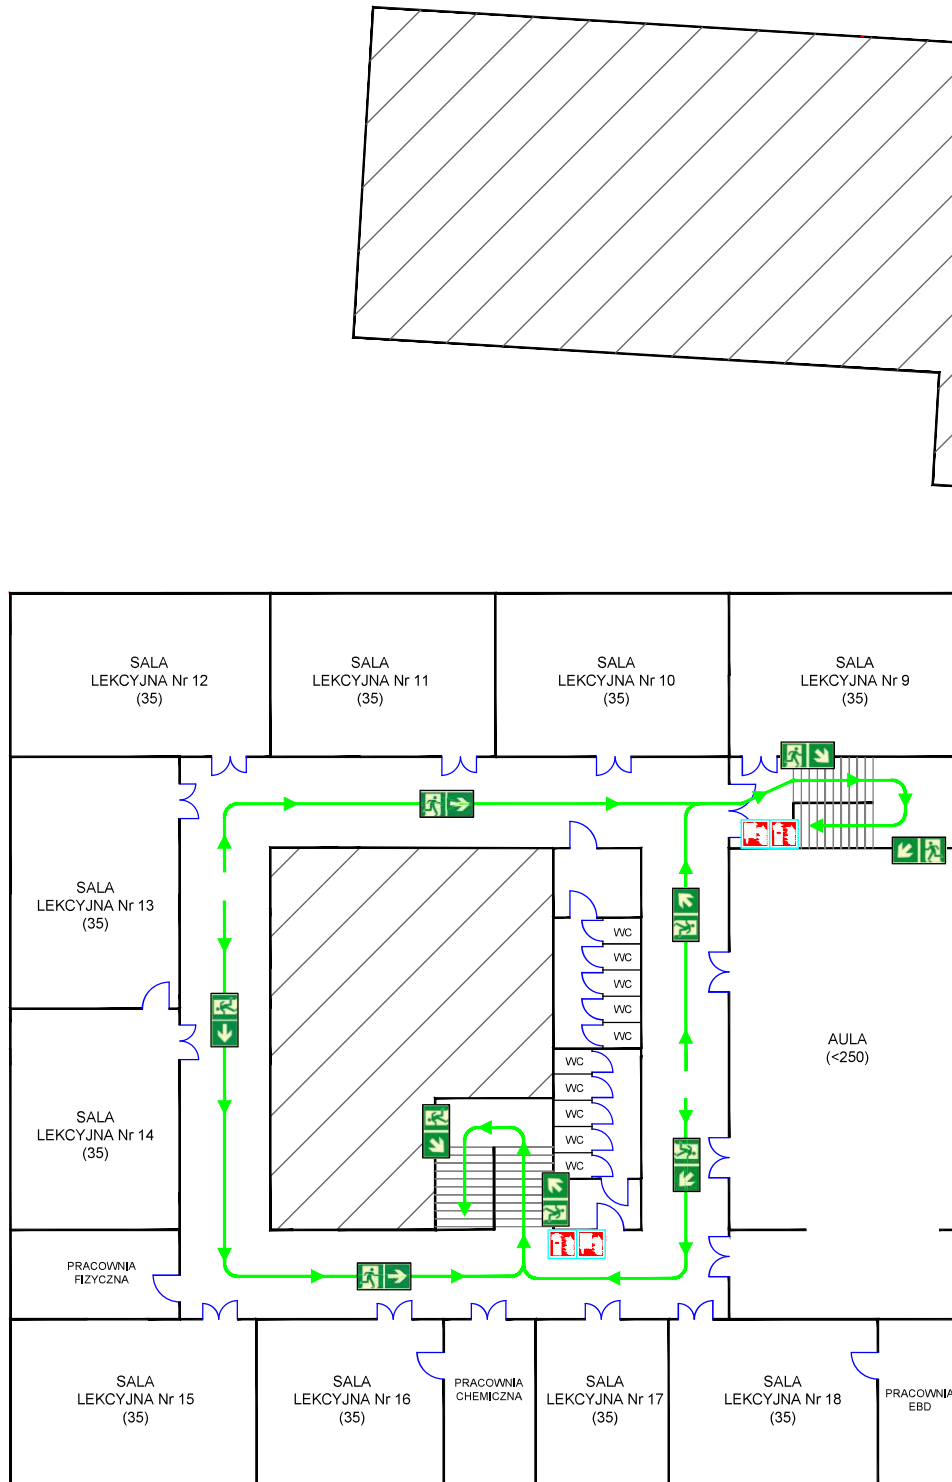 SALA
LEKCYJNA Nr 12
(35)
SALA
LEKCYJNA Nr 11
(35)
SALA
LEKCYJNA Nr 10
(35)
SALA
LEKCYJNA Nr 9
(35)
SALA
LEKCYJNA Nr 13
(35)
WC
WC
WC
WC
WC
WC
WC
WC
WC
WC
AULA
(<250)
SALA
LEKCYJNA Nr 14
(35)
PRACOWNIA
FIZYCZNA
SALA
LEKCYJNA Nr 15
(35)
SALA
LEKCYJNA Nr 16
(35)
PRACOWNIA
CHEMICZNA
SALA
LEKCYJNA Nr 17
(35)
SALA
LEKCYJNA Nr 18
(35)
PRACOWNIA
EBD